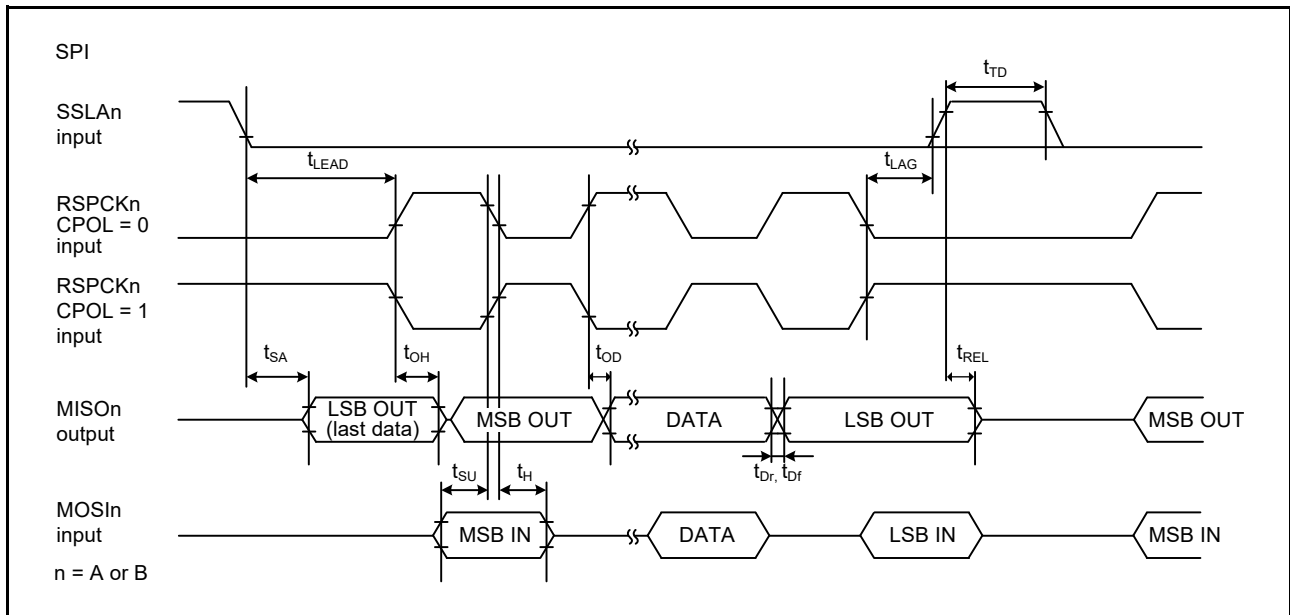 SPI
SSLAn
input
tTD
tLEAD
tLAG
RSPCKn
CPOL = 0
input
RSPCKn
CPOL = 1
input
tSA
tOH
tOD
tREL
MISOn
output
LSB OUT
(last data)
MSB OUT
DATA
LSB OUT
MSB OUT
tSU
tH
tDr, tDf
MOSIn
input
MSB IN
DATA
LSB IN
MSB IN
n = A or B